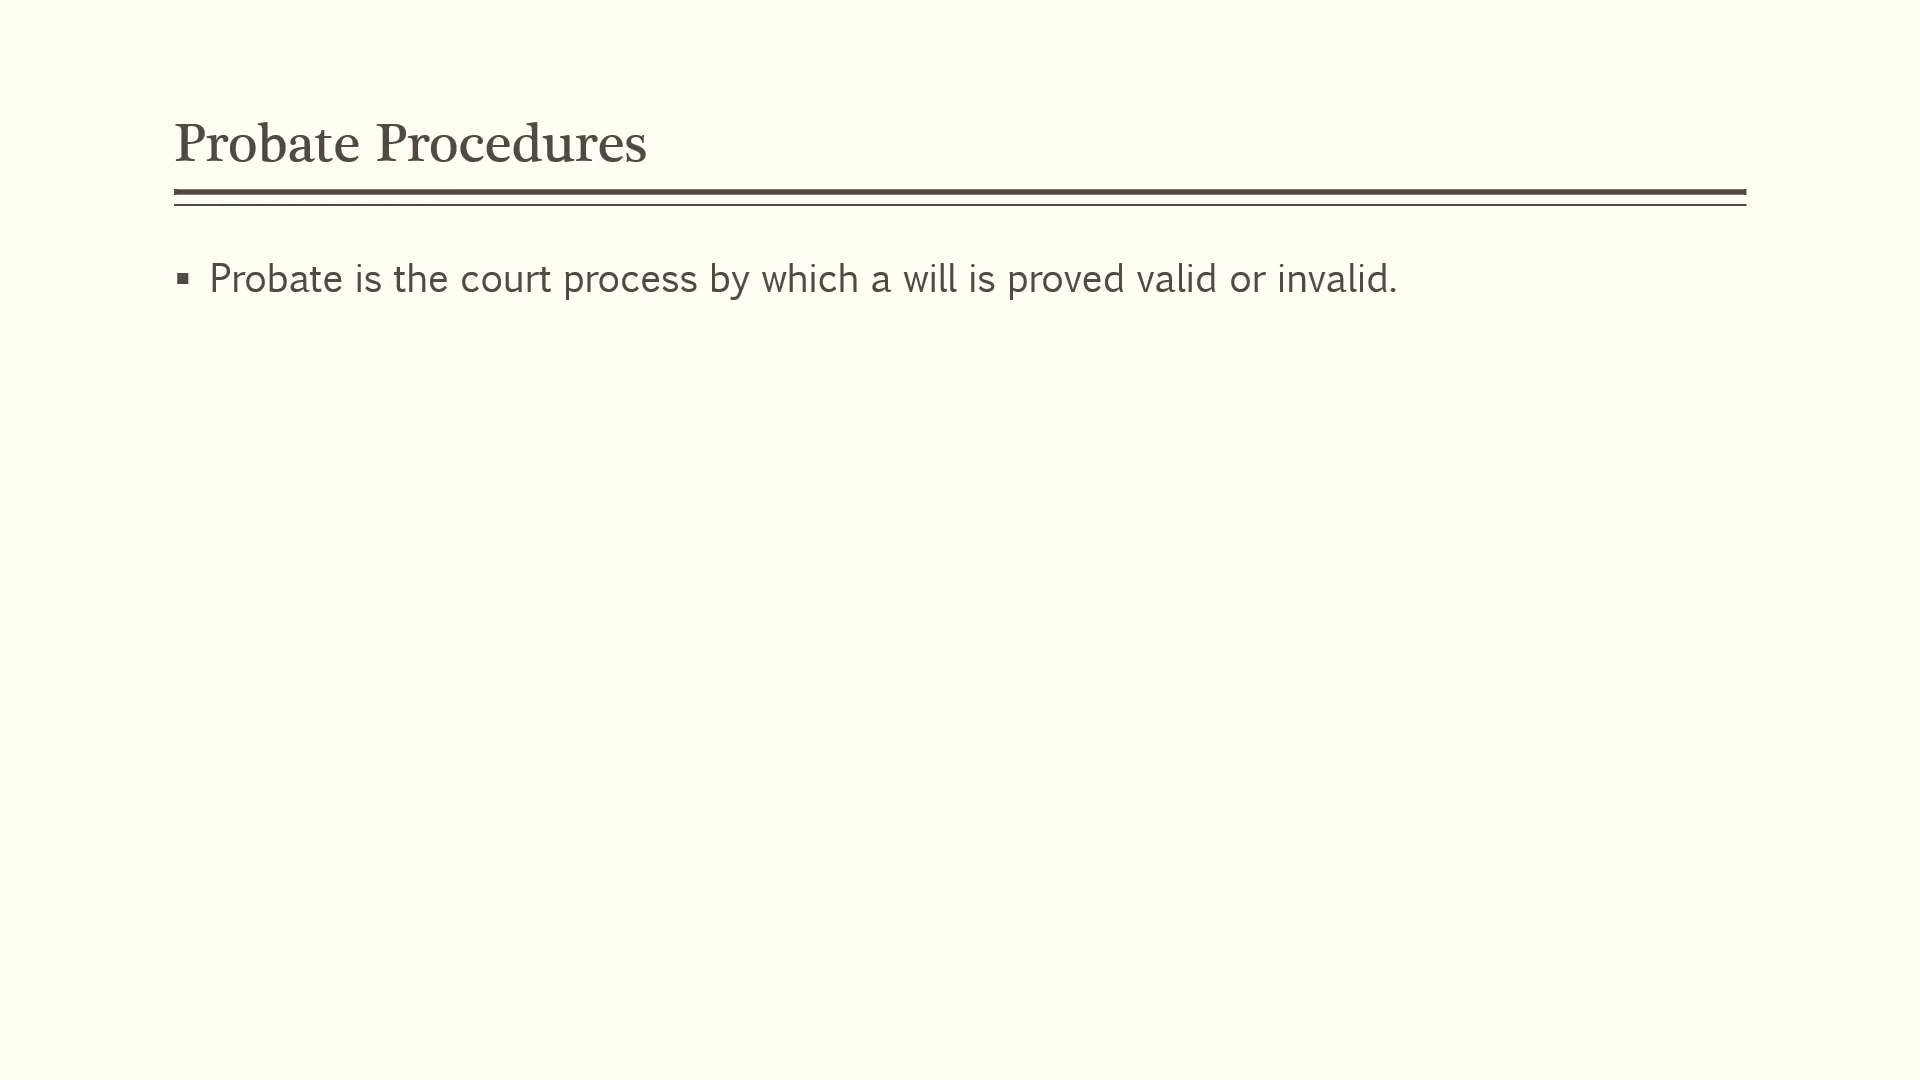 Probate Procedures
▪ Probate is the court process by which a will is proved valid or invalid.